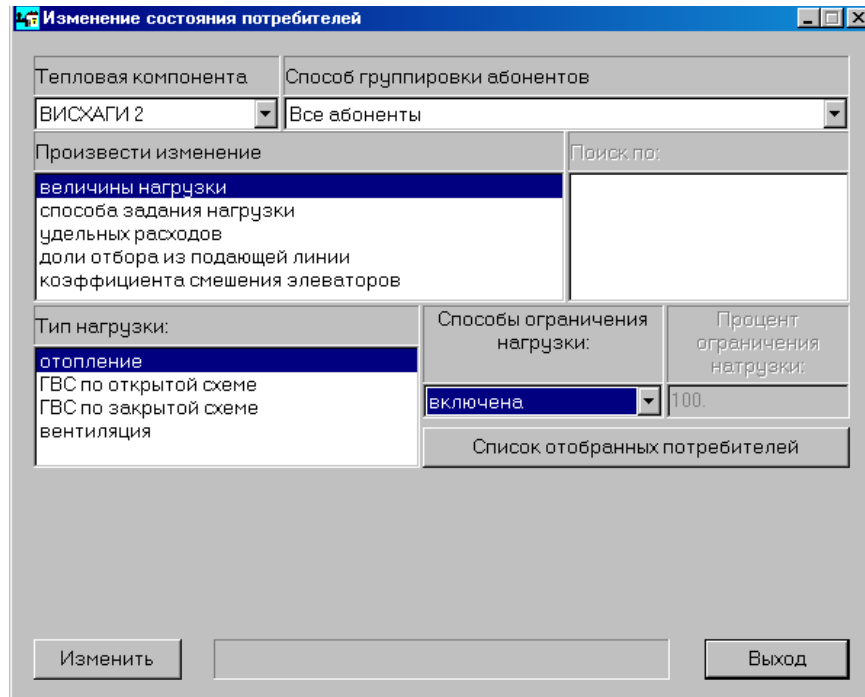 Изменение состояния потребителей
Тепловая компонента
Способ группировки абонентов
ВИСХАГИ 2
Все абоненты
Произвести изменение
Поиск по:
величины нагрузки
способа задания нагрузки
удельных расходов
доли отбора из подающей линии
коэффициента смешения элеваторов
Тип нагрузки:
Способы ограничения
нагрузки:
Процент
ограничения
натрузки:
отопление
ГВС по открытой схеме
ГВС по закрытой схеме
вентиляция
включена
100.
Список отобранных потребителей
Изменить
Выход